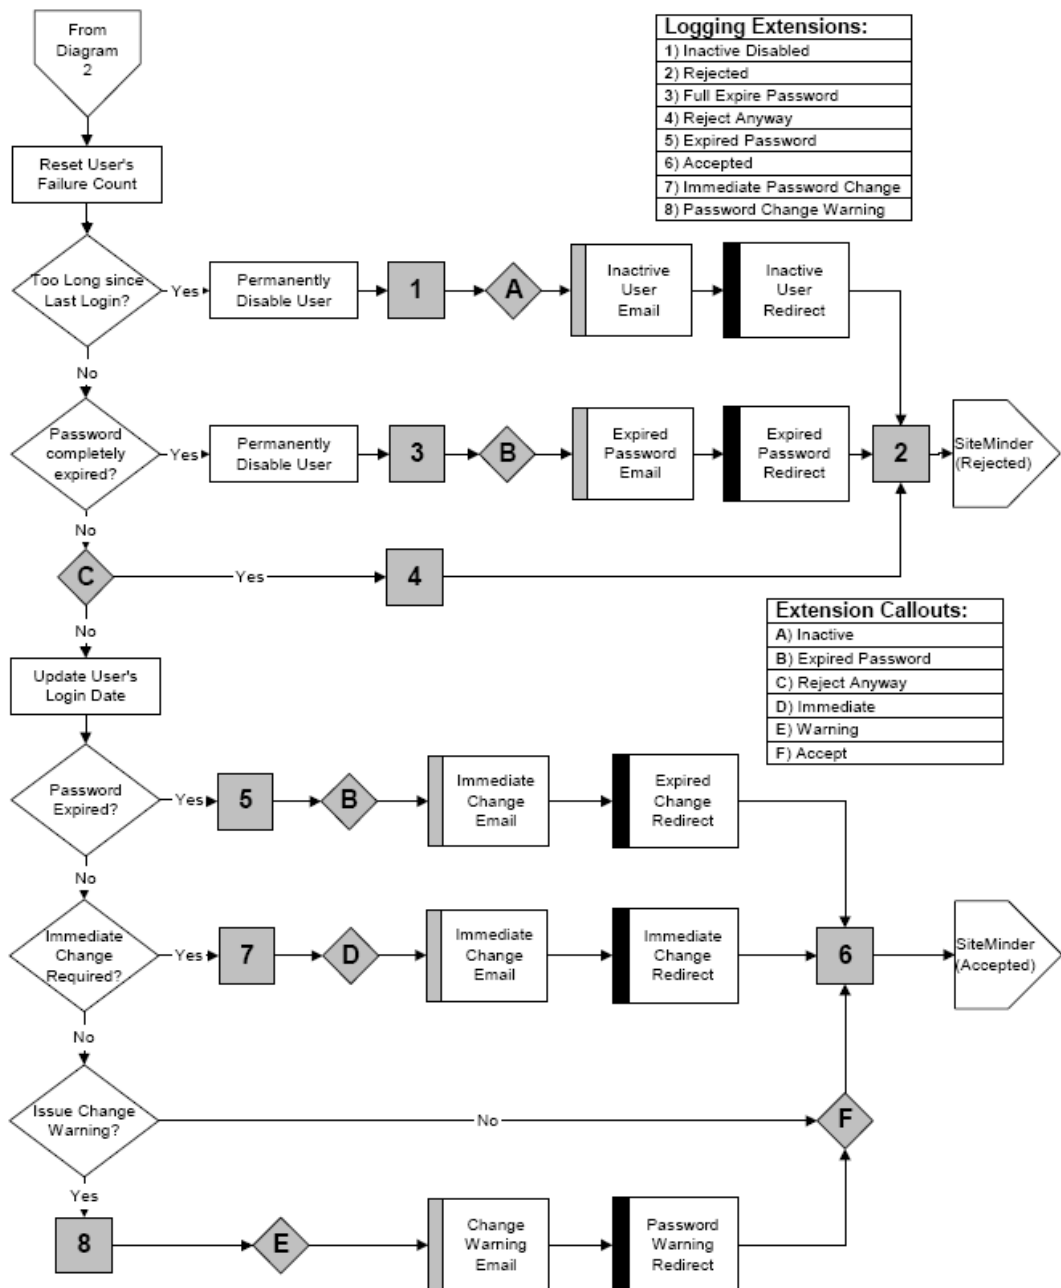 From
Diagram
2
Logging Extensions:
1) Inactive Disabled
2) Rejected
3) Full Expire Password
4) Reject Anyway
5) Expired Password
6) Accepted
7) Immediate Password Change
8) Password Change Warning
Reset User's
Failure Count
Too Long since
Last Login?
Yes
Permanently
Disable User
1
A
Inactrive
User
Email
Inactive
User
Redirect
No
Password
completely
expired?
Yes
Permanently
Disable User
3
B
Expired
Password
Email
Expired
Password
Redirect
2
SiteMinder
(Rejected)
No
C
Yes
4
No
Extension Callouts:
A) Inactive
B) Expired Password
C) Reject Anyway
D) Immediate
E) Warning
F) Accept
Update User's
Login Date
Password
Expired?
Yes
5
B
Immediate
Change
Email
Expired
Change
Redirect
No
Immediate
Change
Required?
Yes
7
D
Immediate
Change
Email
Immediate
Change
Redirect
6
SiteMinder
(Accepted)
No
Issue Change
Warning?
No
F
Yes
8
E
Change
Warning
Email
Password
Warning
Redirect